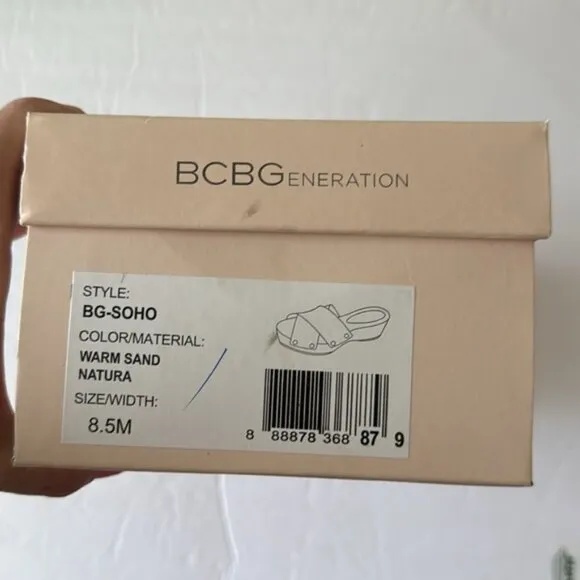 BCBGENERATION
STYLE:
BG-SOHO
COLOR/MATERIAL:
WARM SAND
NATURA
SIZE/WIDTH:
8.5M
8 88878 368 87 9